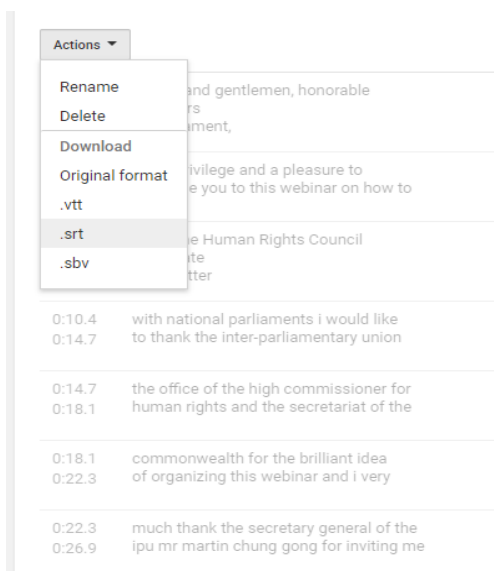 Actions
Rename
Delete
Download
Original format
.vtt
.srt
.sbv
and gentlemen, honorable
rs
ment,
ivilege and a pleasure to
e you to this webinar on how to
e Human Rights Council
te
tter
0:10.4 with national parliaments i would like
0:14.7 to thank the inter-parliamentary union
0:14.7 the office of the high commissioner for
0:18.1 human rights and the secretariat of the
0:18.1 commonwealth for the brilliant idea
0:22.3 of organizing this webinar and i very
0:22.3 much thank the secretary general of the
0:26.9 ipu mr martin chung gong for inviting me